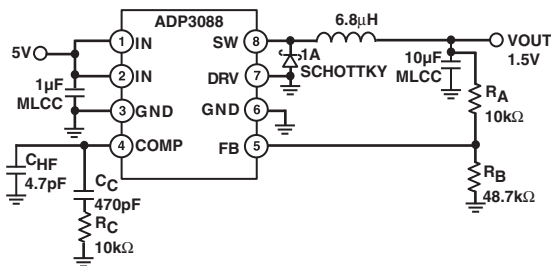 ADP3088
5V
1 IN
2 IN
3 GND
4 COMP
SW 8
DRV 7
GND 6
FB 5
1µF
MLCC
6.8µH
1A
SCHOTTKY
10µF
MLCC
VOUT
1.5V
RA
10kΩ
RB
48.7kΩ
CHF
4.7pF
CC
470pF
RC
10kΩ